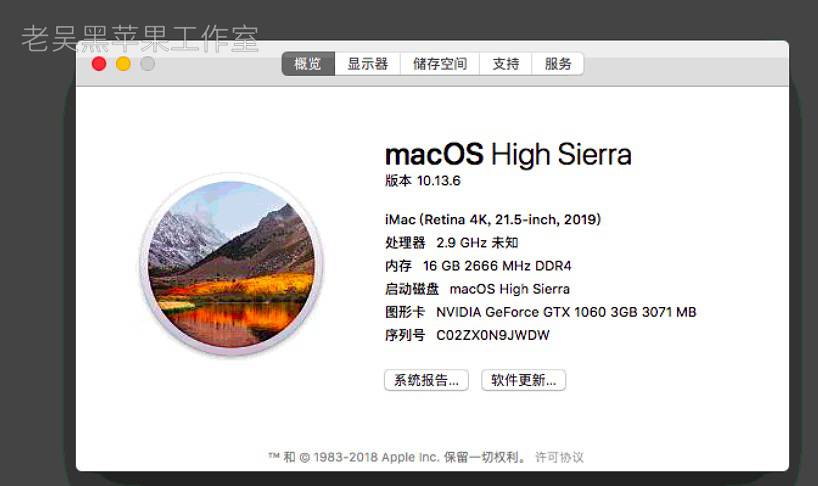 老吴黑苹果工作室
概览 显示器 储存空间 支持 服务
macOS High Sierra
版本 10.13.6
iMac (Retina 4K, 21.5-inch, 2019)
处理器 2.9 GHz 未知
内存 16 GB 2666 MHz DDR4
启动磁盘 macOS High Sierra
图形卡 NVIDIA GeForce GTX 1060 3GB 3071 MB
序列号 C02ZX0N9JWDW
系统报告... 软件更新...
™ 和 © 1983-2018 Apple Inc. 保留一切权利。 许可协议